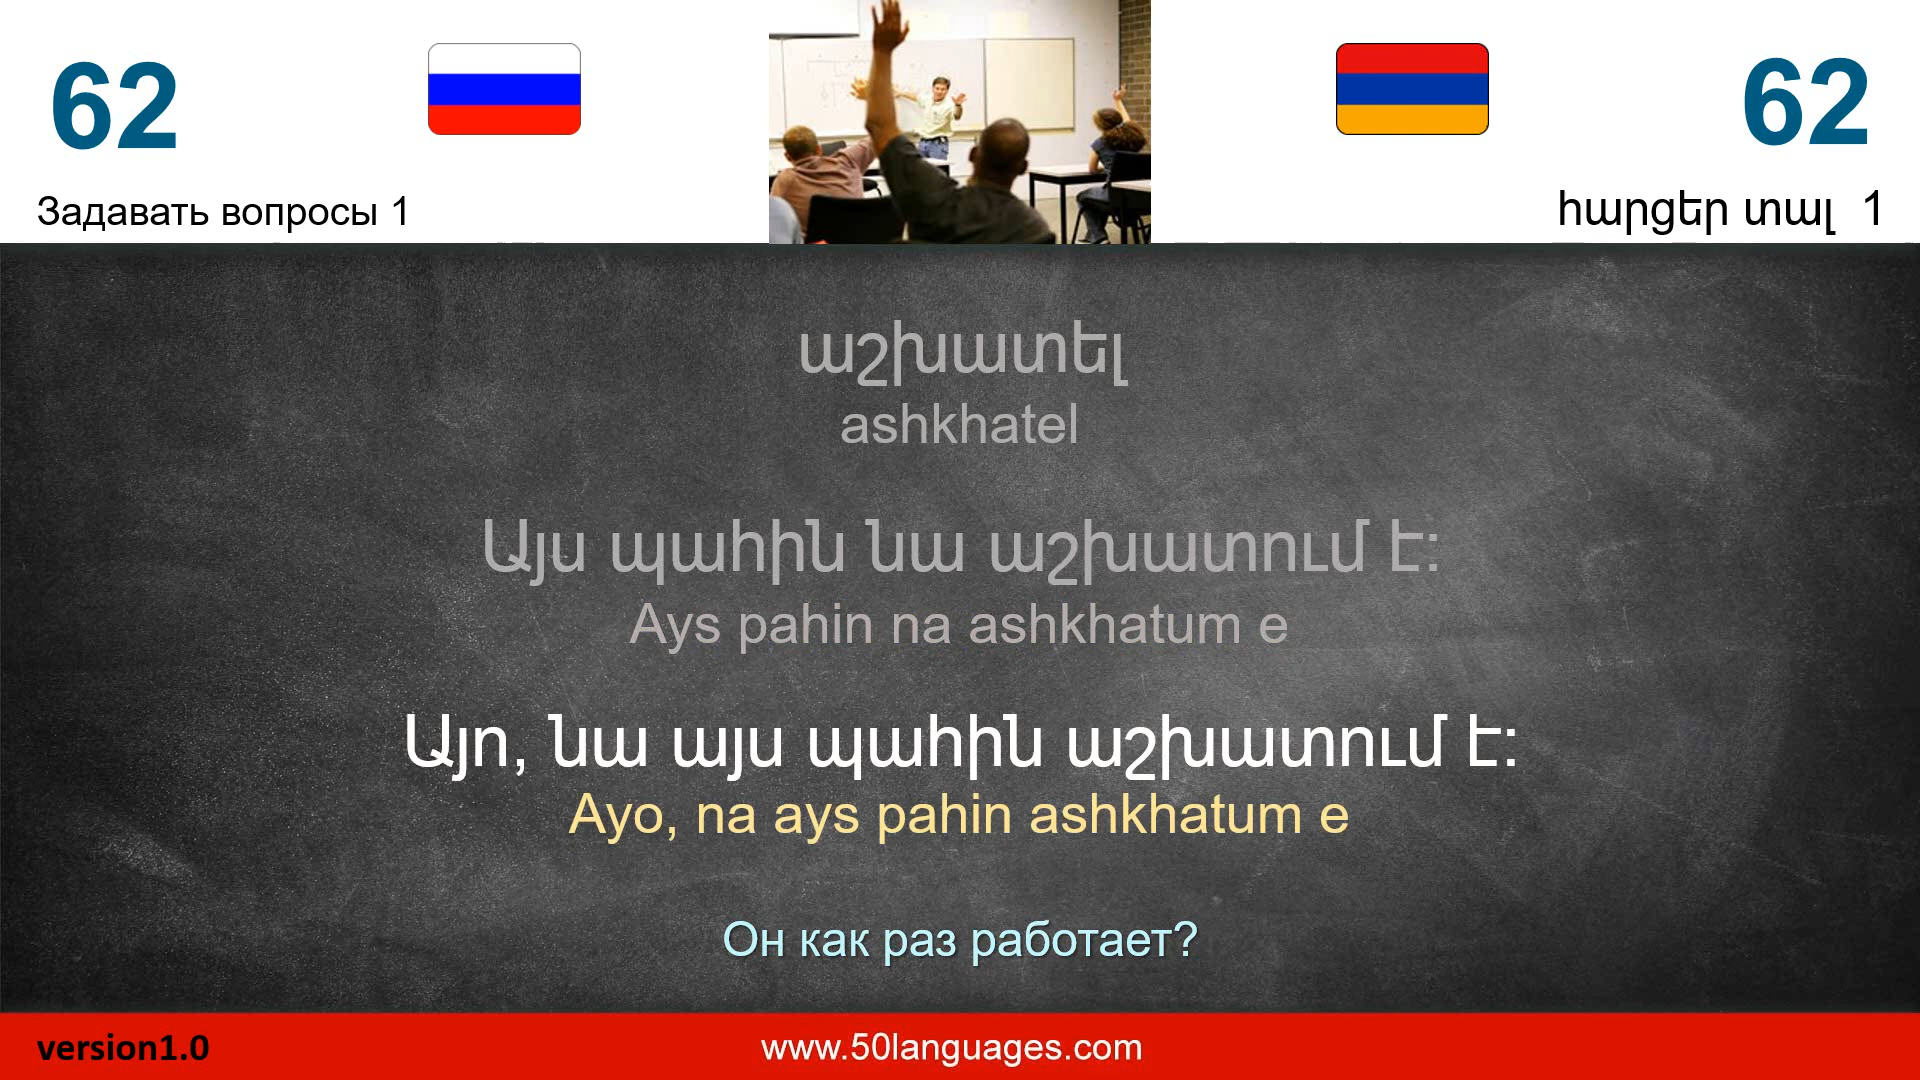 62
62
Задавать вопросы 1
հարցեր տալ 1
աշխատել
ashkhatel
Այս պահին նա աշխատում է:
Ays pahin na ashkhatum e
Այո, նա այս պահին աշխատում է:
Ayo, na ays pahin ashkhatum e
Он как раз работает?
version1.0
www.50languages.com